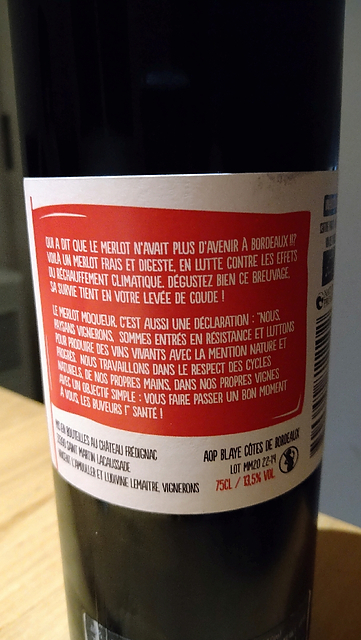 QUI A DIT QUE LE MERLOT N'AVAIT PLUS D'AVENIR À BORDEAUX !!?
VOILÀ UN MERLOT FRAIS ET DIGESTE, EN LUTTE CONTRE LES EFFETS
DU RÉCHAUFFEMENT CLIMATIQUE. DÉGUSTEZ BIEN CE BREUVAGE,
SA SURVIE TIENT EN VOTRE LEVÉE DE COUDE !
LE MERLOT MOQUEUR, C'EST AUSSI UNE DÉCLARATION : "NOUS,
PAYSANS VIGNERONS, SOMMES ENTRÉS EN RÉSISTANCE ET LUTTONS
POUR PRODUIRE DES VINS VIVANTS AVEC LA MENTION NATURE ET
PROGRÈS. NOUS TRAVAILLONS DANS LE RESPECT DES CYCLES
NATURELS, DE NOS PROPRES MAINS, DANS NOS PROPRES VIGNES
AVEC UN OBJECTIF SIMPLE : VOUS FAIRE PASSER UN BON MOMENT
À VOUS, LES BUVEURS !" SANTÉ !
MIS EN BOUTEILLES AU CHÂTEAU FRÉDIGNAC
33390 SAINT MARTIN LACAUSSADE
VINCENT L'AMOULLER ET LUDIVINE LEMAITRE, VIGNERONS
AOP BLAYE CÔTES DE BORDEAUX
LOT MM20 22-14
75CL / 13.5% VOL.